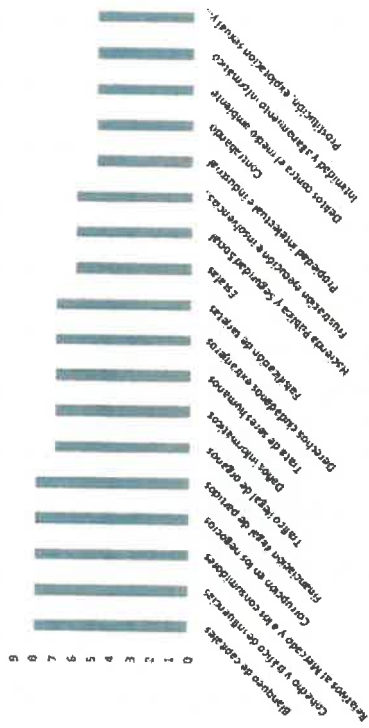 9
8
7
6
5
4
3
2
1
0
Blanqueo de capitales
Cohecho y tráfico de influencias
Relativos al Mercado y a los consumidores
Corrupción en los negocios
Financiación ilegal de partidos
Tráfico ilegal de órganos
Daños informáticos
Trata de seres humanos
Derechos ciudadanos extranjeros
Falsificación de tarjetas
Estafas
Hacienda Pública y Seguridad Social
Frustración ejecución e insolvencias.
Propiedad intelectual e industrial
Contrabando
Delitos contra el medio ambiente
Intimidad y allanamiento informático
Prostitución, explotación sexual y...